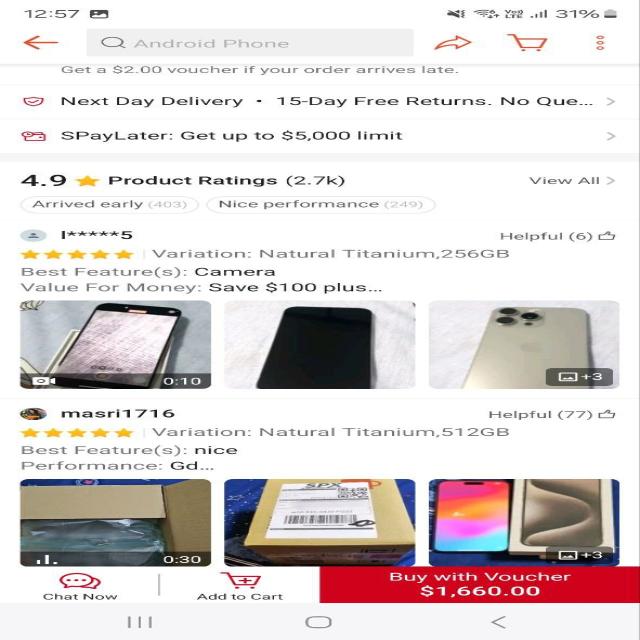 12:57 31%
Android Phone
Get a $2.00 voucher if your order arrives late.
Next Day Delivery • 15-Day Free Returns. No Que...
SPayLater: Get up to $5,000 limit
4.9 Product Ratings (2.7k) View All
Arrived early (403) Nice performance (249)
l*****5 Helpful (6)
Variation: Natural Titanium,256GB
Best Feature(s): Camera
Value For Money: Save $100 plus...
0:10 +3
masri1716 Helpful (77)
Variation: Natural Titanium,512GB
Best Feature(s): nice
Performance: Gd...
SPX
0:30 +3
Chat Now Add to Cart Buy with Voucher
$1,660.00